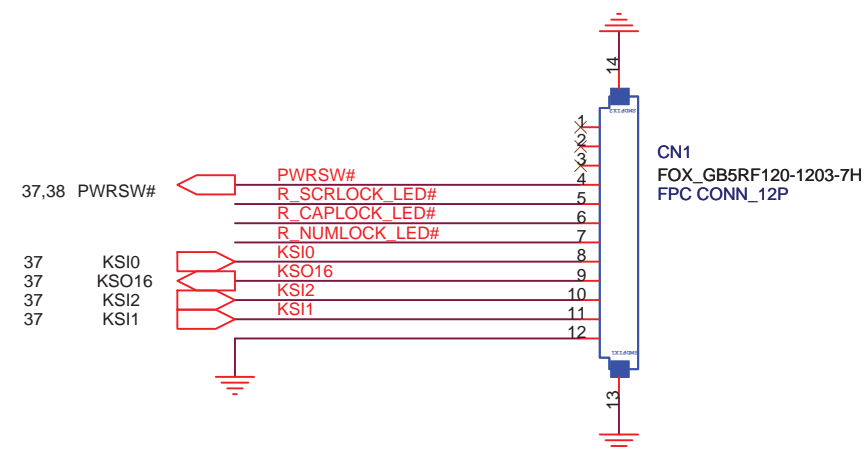 14
GNDFIX2
1
2
3
CN1
FOX_GB5RF120-1203-7H
FPC CONN_12P
37,38 PWRSW#
PWRSW# 4
R_SCRLOCK_LED# 5
R_CAPLOCK_LED# 6
R_NUMLOCK_LED# 7
37 KSI0 KSI0 8
37 KSO16 KSO16 9
37 KSI2 KSI2 10
37 KSI1 KSI1 11
12
GNDFIX1
13